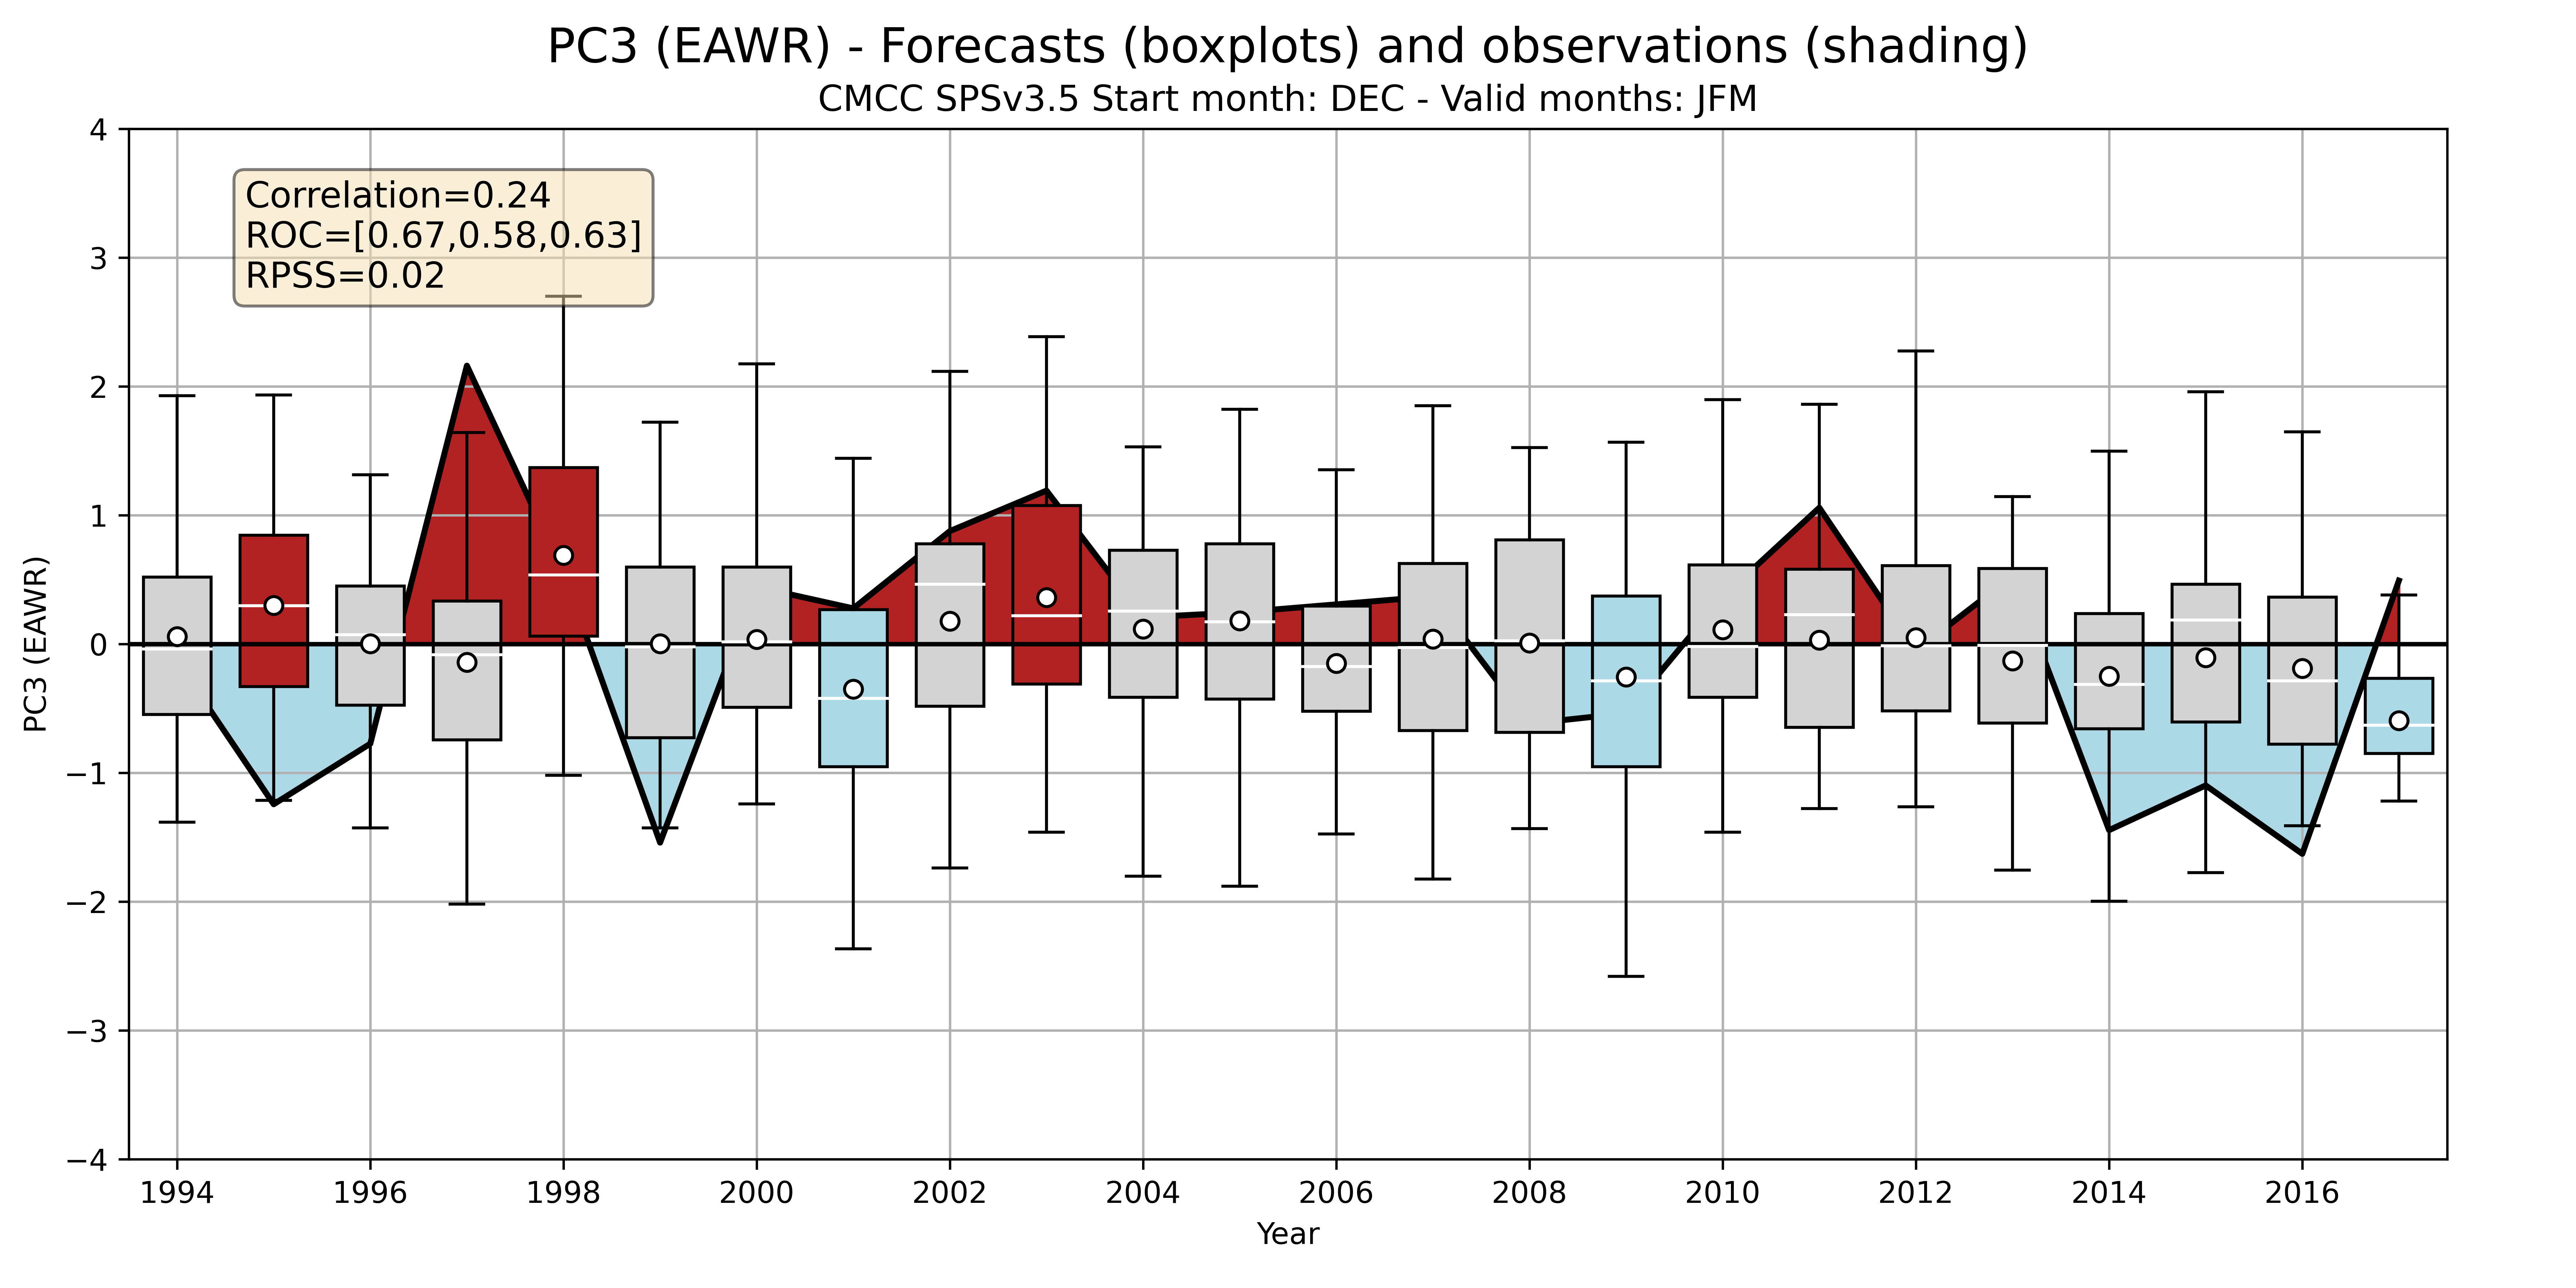 PC3 (EAWR) - Forecasts (boxplots) and observations (shading)
CMCC SPSv3.5 Start month: DEC - Valid months: JFM
Correlation=0.24
ROC=[0.67,0.58,0.63]
RPSS=0.02
PC3 (EAWR)
4
3
2
1
0
−1
−2
−3
−4
1994 1996 1998 2000 2002 2004 2006 2008 2010 2012 2014 2016
Year